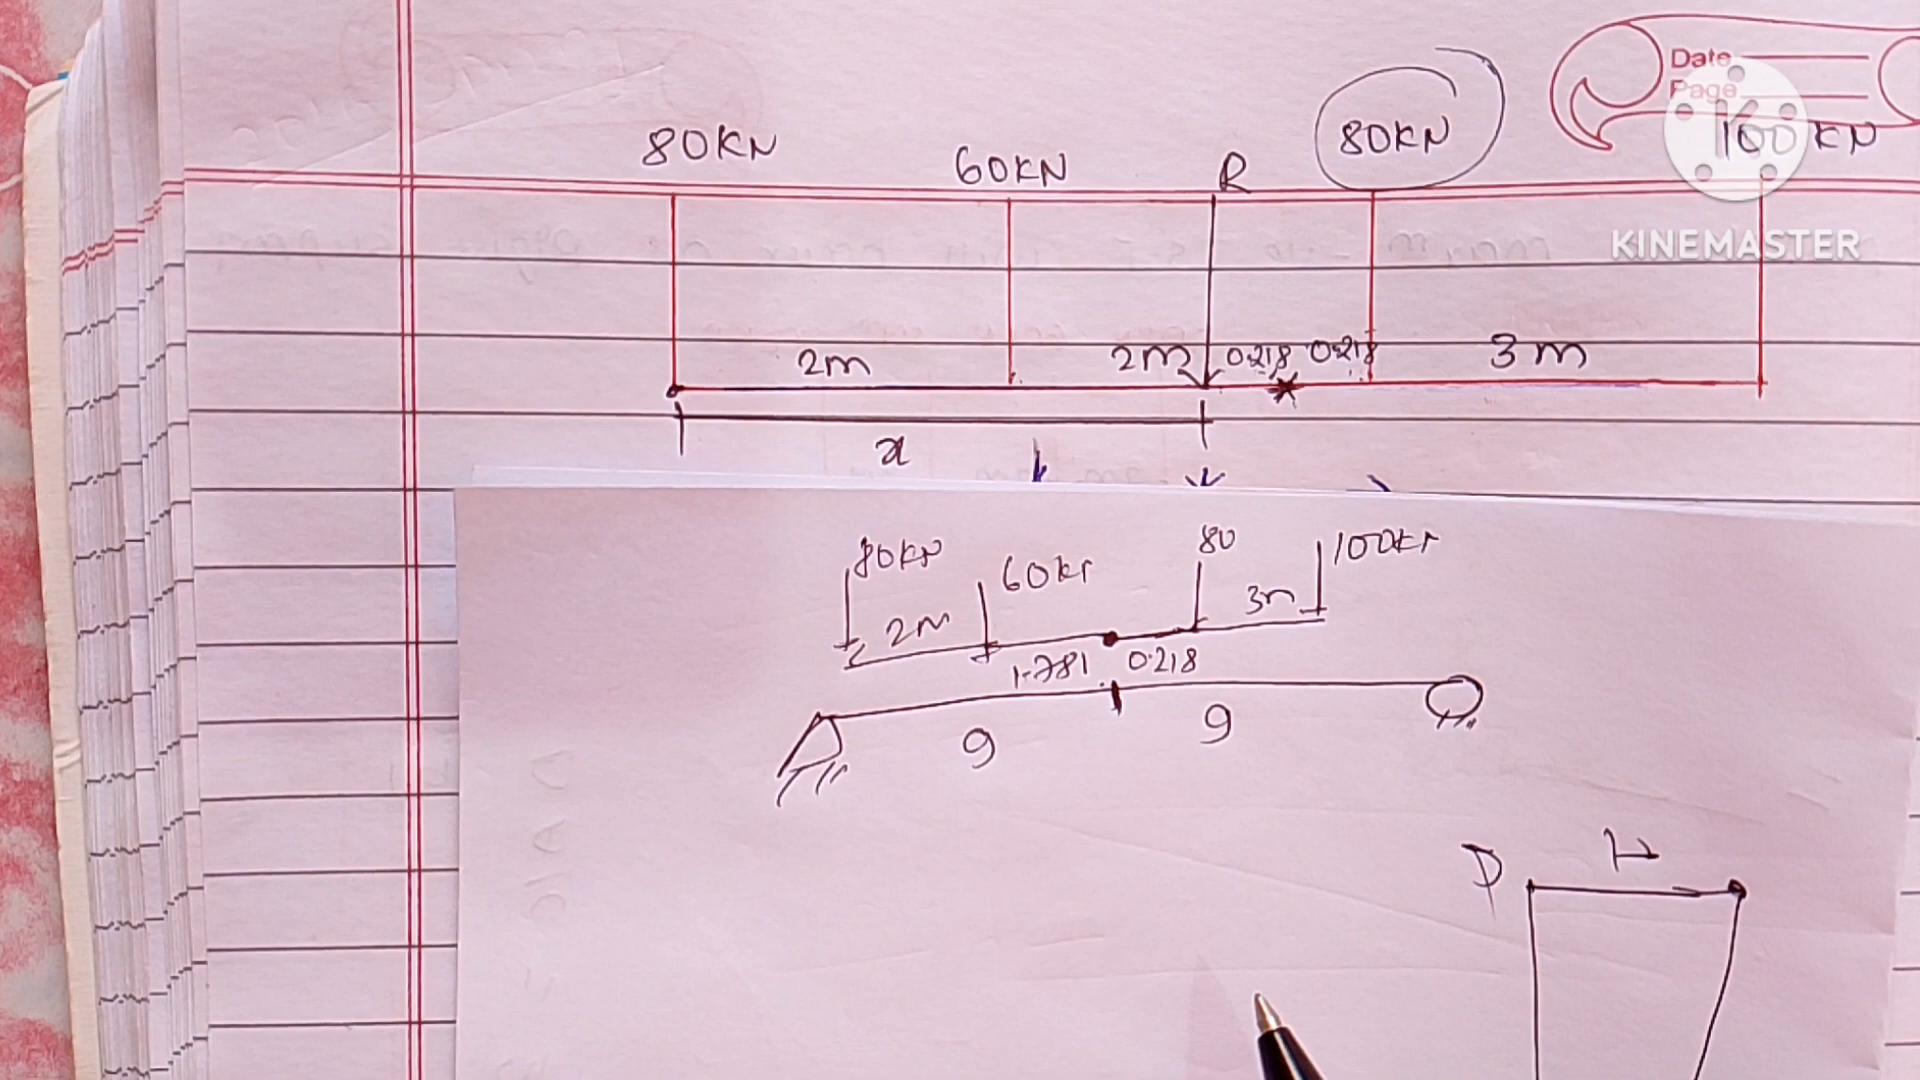 Date
Page
80KN 60KN R 80KN 100KN
KINEMASTER
2m 2m 0.218 0.218 3m
x
80KN 60KN 80 100KN
2m 3m
1.781 0.218
9 9